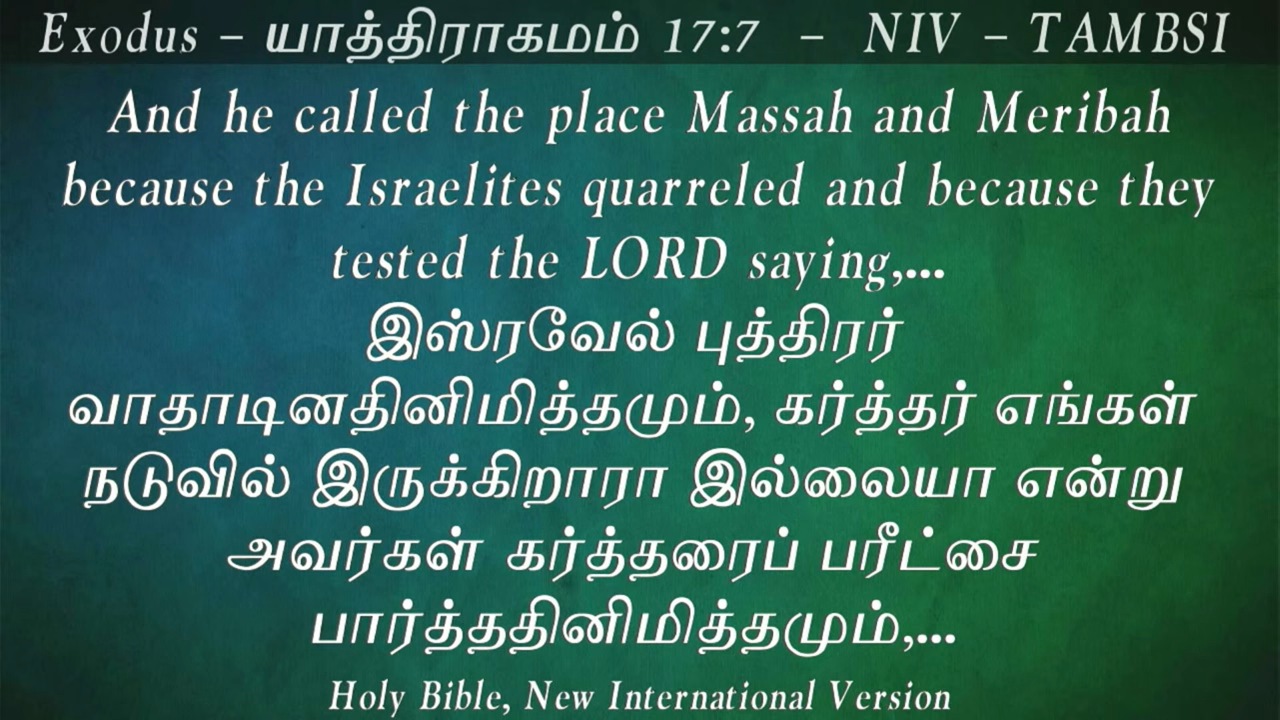 Exodus – யாத்திராகமம் 17:7 – NIV – TAMBSI
And he called the place Massah and Meribah
because the Israelites quarreled and because they
tested the LORD saying,...
இஸ்ரவேல் புத்திரர்
வாதாடினதினிமித்தமும், கர்த்தர் எங்கள்
நடுவில் இருக்கிறாரா இல்லையா என்று
அவர்கள் கர்த்தரைப் பரீட்சை
பார்த்ததினிமித்தமும்,...
Holy Bible, New International Version